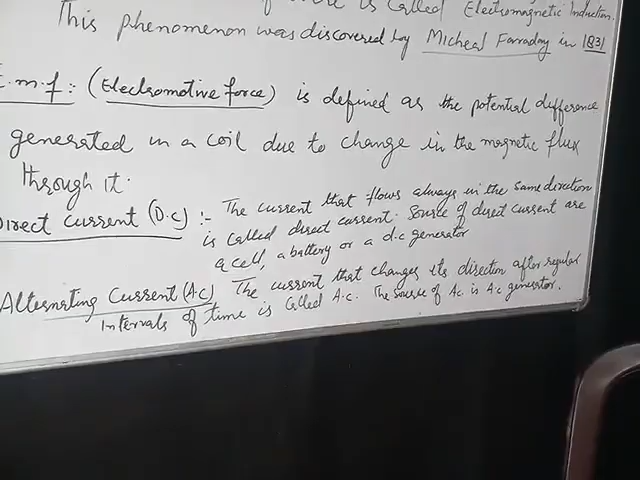 is called Electromagnetic Induction.
This phenomenon was discovered by Micheal Farraday in 1831
E.m.f :- (Electromotive force) is defined as the potential difference
generated in a coil due to change in the magnetic flux
through it.
Direct current (D.C) :- The current that flows always in the same direction
is called direct current. Source of direct current are
a cell, a battery or a d.c generator
Alternating Current (AC) The current that changes its direction after regular
Intervals of time is called A.C. The source of Ac is A.C generator.